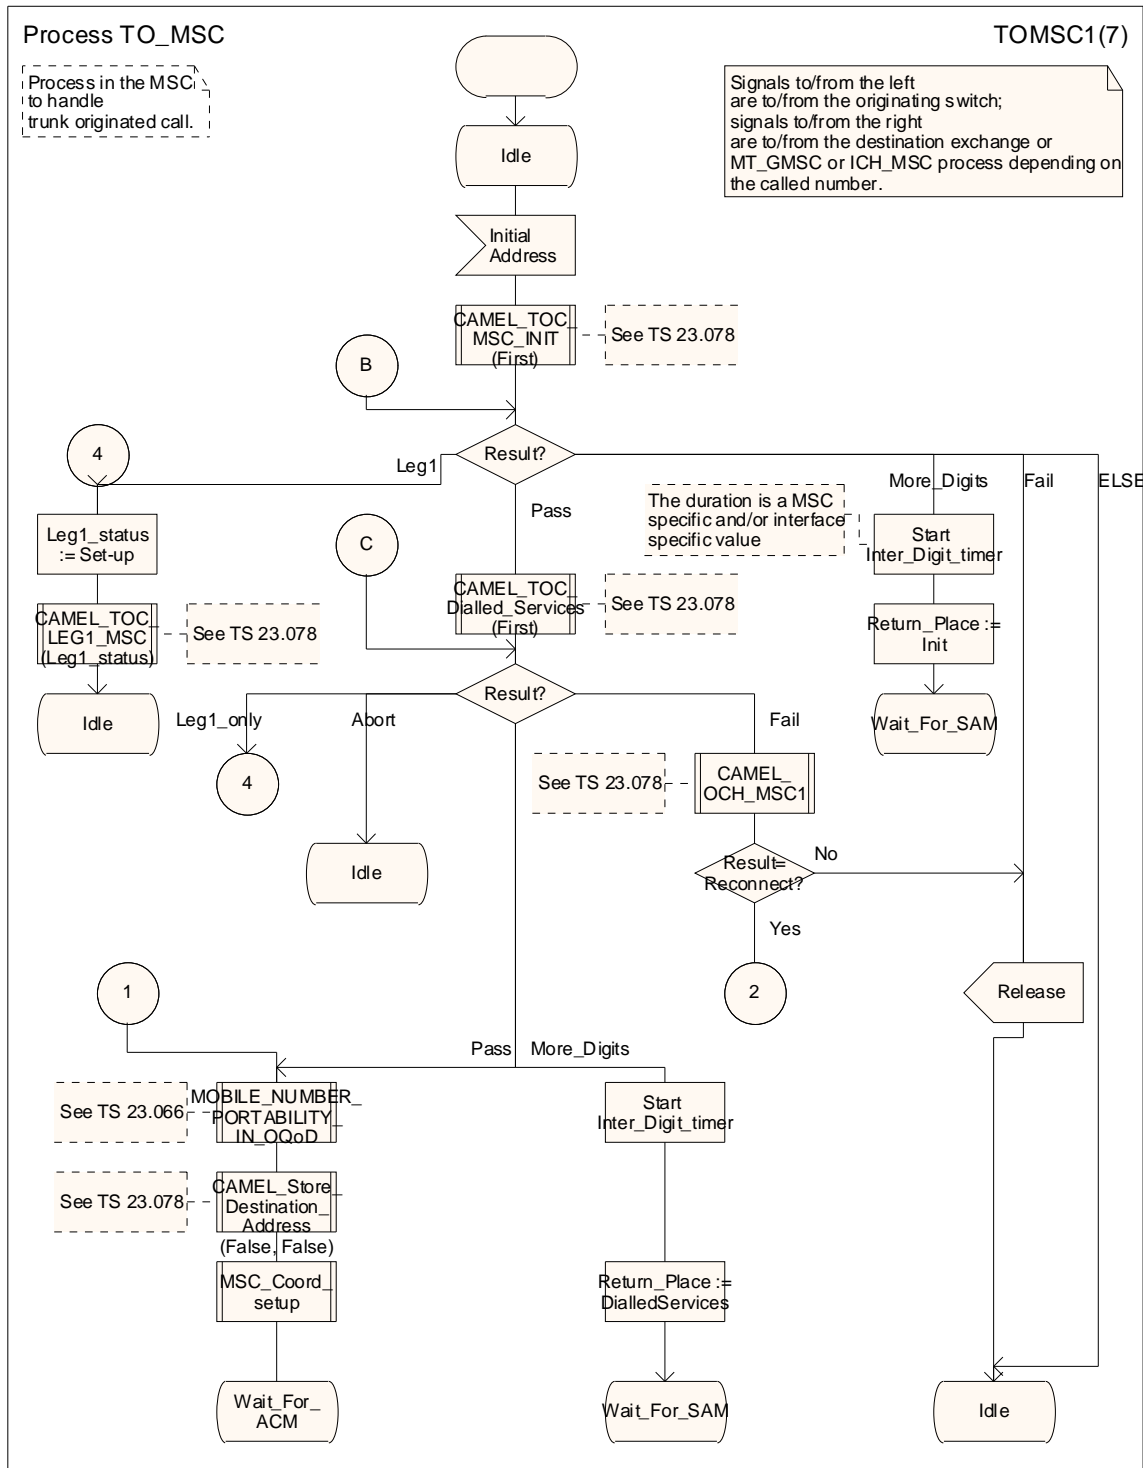 Process TO_MSC
TOMSC1(7)
Process in the MSC
to handle
trunk originated call.
Signals to/from the left
are to/from the originating switch;
signals to/from the right
are to/from the destination exchange or
MT_GMSC or ICH_MSC process depending on
the called number.
Idle
Initial
Address
CAMEL_TOC_
MSC_INIT
(First)
See TS 23.078
B
4
Result?
Leg1
More_Digits
Fail
ELSE
Pass
The duration is a MSC
specific and/or interface
specific value
Start
Inter_Digit_timer
Leg1_status
:= Set-up
C
CAMEL_TOC_
Dialled_Services
(First)
See TS 23.078
CAMEL_TOC_
LEG1_MSC
(Leg1_status)
See TS 23.078
Return_Place :=
Init
Result?
Idle
Leg1_only
Abort
Fail
Wait_For_SAM
4
See TS 23.078
CAMEL_
OCH_MSC1
Idle
Result=
Reconnect?
No
Yes
1
2
Release
Pass
More_Digits
See TS 23.066
MOBILE_NUMBER_
PORTABILITY_
IN_OQoD
Start
Inter_Digit_timer
See TS 23.078
CAMEL_Store_
Destination_
Address
(False, False)
MSC_Coord_
setup
Return_Place :=
DialledServices
Wait_For_
ACM
Wait_For_SAM
Idle